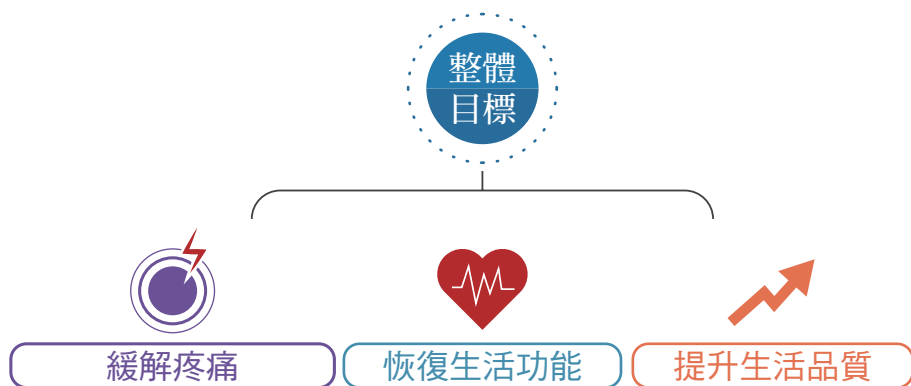 整體
目標
緩解疼痛
恢復生活功能
提升生活品質